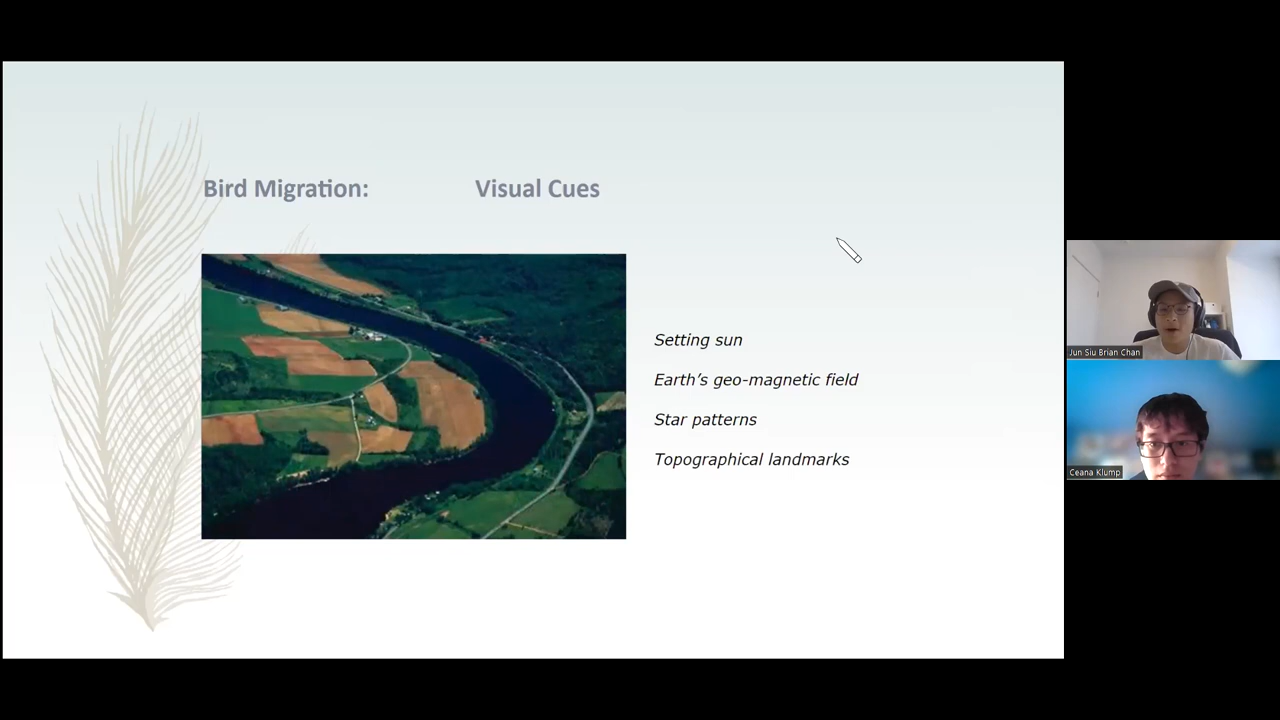 Bird Migration: Visual Cues
Setting sun
Earth's geo-magnetic field
Star patterns
Topographical landmarks
Jun Siu Brian Chan
Ceana Klump